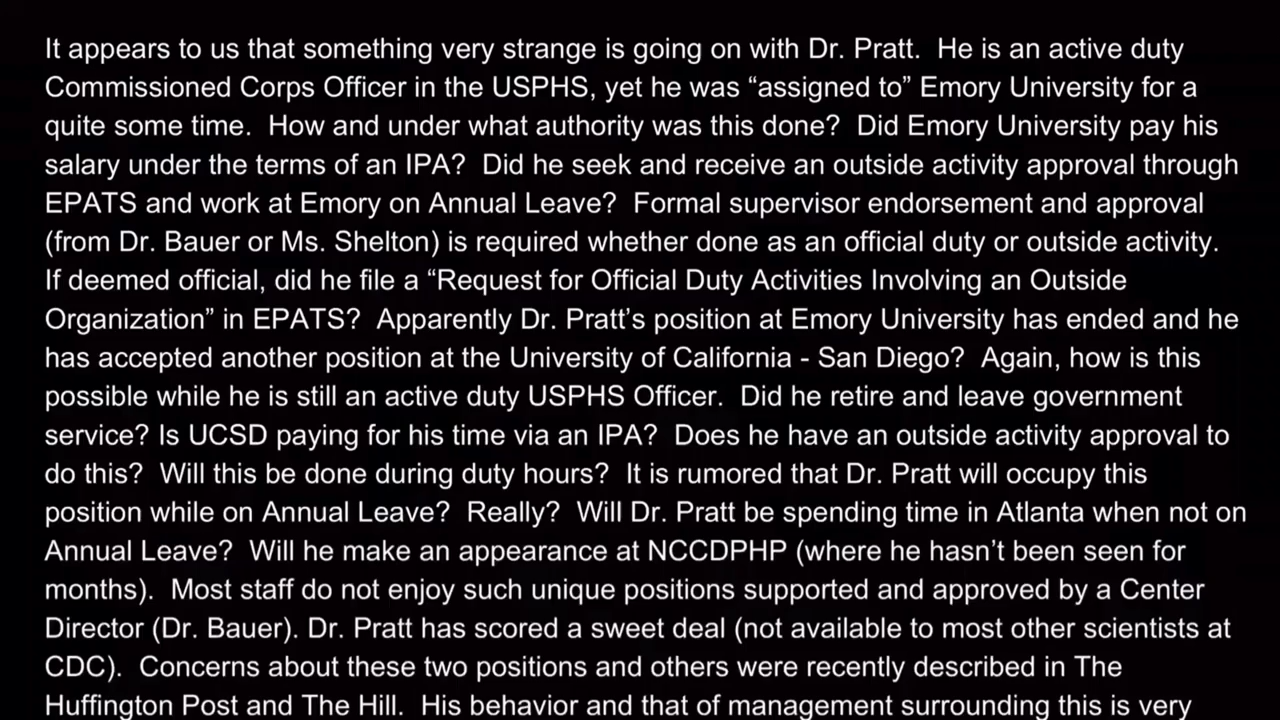 It appears to us that something very strange is going on with Dr. Pratt.  He is an active duty
Commissioned Corps Officer in the USPHS, yet he was “assigned to” Emory University for a
quite some time.  How and under what authority was this done?  Did Emory University pay his
salary under the terms of an IPA?  Did he seek and receive an outside activity approval through
EPATS and work at Emory on Annual Leave?  Formal supervisor endorsement and approval
(from Dr. Bauer or Ms. Shelton) is required whether done as an official duty or outside activity.
If deemed official, did he file a “Request for Official Duty Activities Involving an Outside
Organization” in EPATS?  Apparently Dr. Pratt’s position at Emory University has ended and he
has accepted another position at the University of California - San Diego?  Again, how is this
possible while he is still an active duty USPHS Officer.  Did he retire and leave government
service? Is UCSD paying for his time via an IPA?  Does he have an outside activity approval to
do this?  Will this be done during duty hours?  It is rumored that Dr. Pratt will occupy this
position while on Annual Leave?  Really?  Will Dr. Pratt be spending time in Atlanta when not on
Annual Leave?  Will he make an appearance at NCCDPHP (where he hasn’t been seen for
months).  Most staff do not enjoy such unique positions supported and approved by a Center
Director (Dr. Bauer). Dr. Pratt has scored a sweet deal (not available to most other scientists at
CDC).  Concerns about these two positions and others were recently described in The
Huffington Post and The Hill.  His behavior and that of management surrounding this is very